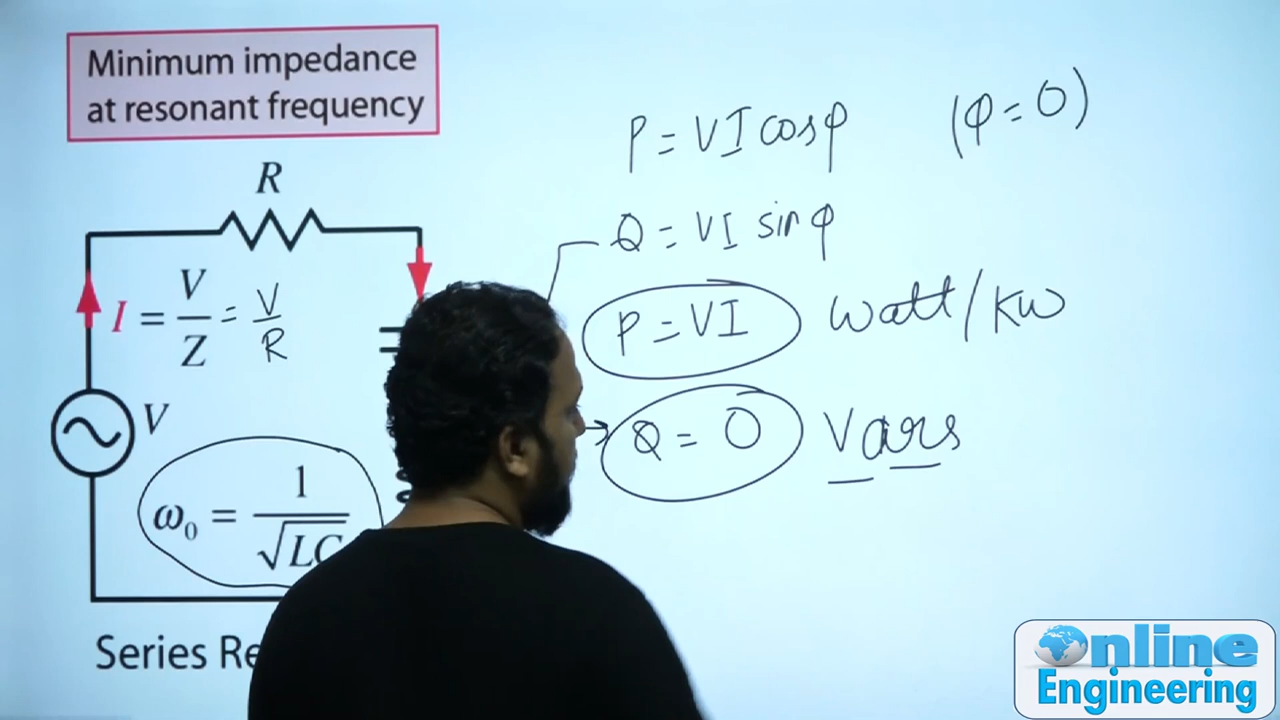 Minimum impedance
at resonant frequency
R
I = V/Z = V/R
V
ω₀ = 1/√LC
Series Re
P = VI cosφ (φ = 0)
Q = VI sin φ
P = VI watt/kw
Q = 0 Vars
Online
Engineering